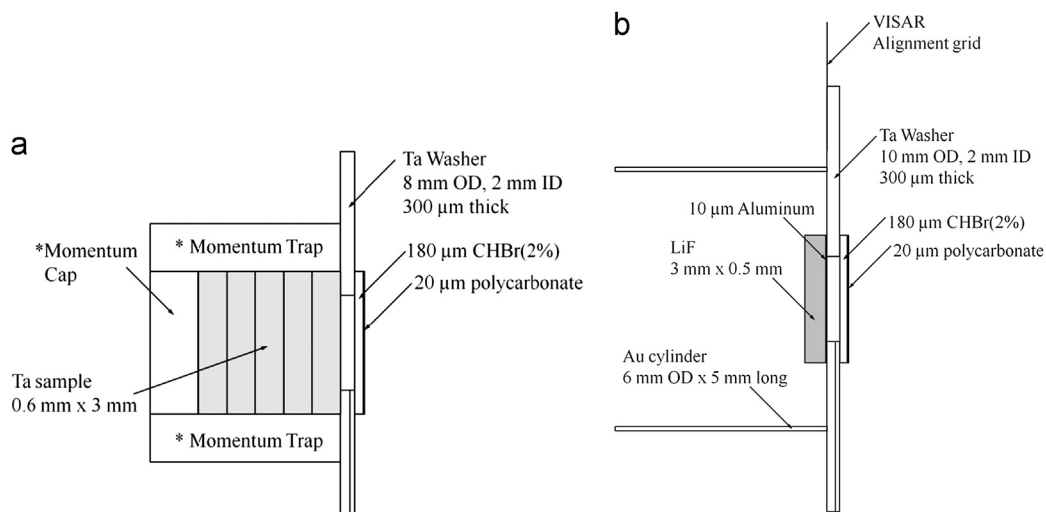 a
Ta Washer
8 mm OD, 2 mm ID
300 µm thick
* Momentum Trap
*Momentum
Cap
180 µm CHBr(2%)
20 µm polycarbonate
Ta sample
0.6 mm x 3 mm
* Momentum Trap
b
VISAR
Alignment grid
Ta Washer
10 mm OD, 2 mm ID
300 µm thick
10 µm Aluminum
180 µm CHBr(2%)
LiF
3 mm x 0.5 mm
20 µm polycarbonate
Au cylinder
6 mm OD x 5 mm long